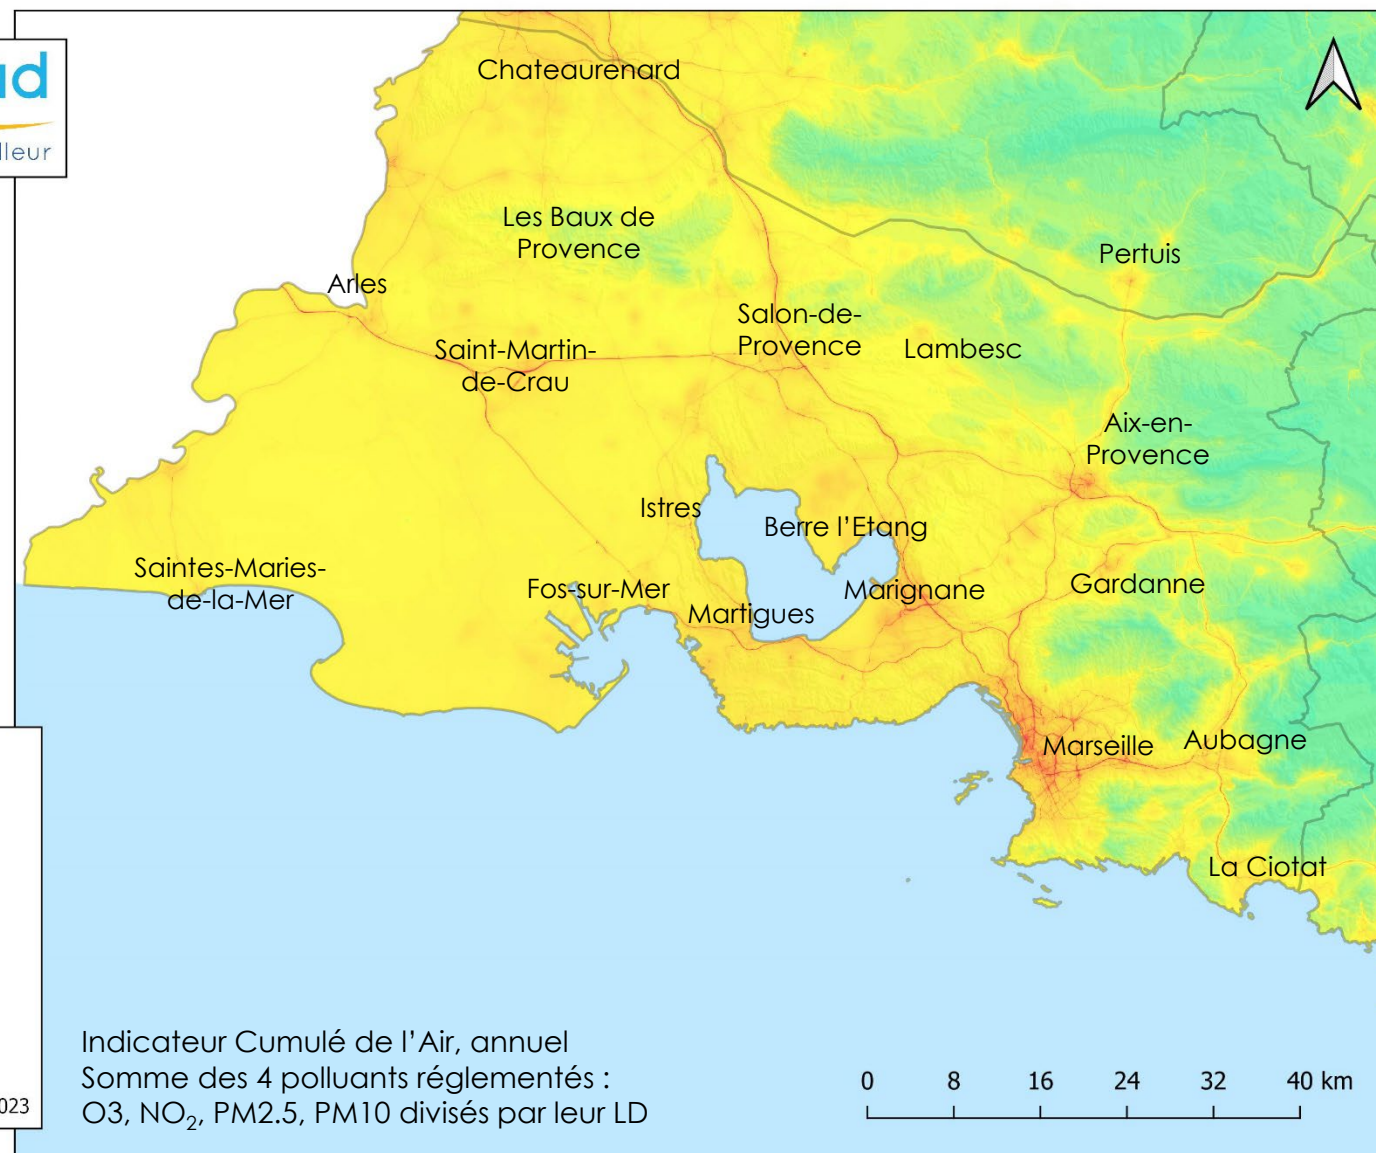 ud
lleur
Chateaurenard
Les Baux de
Provence
Pertuis
Arles
Salon-de-
Provence
Lambesc
Saint-Martin-
de-Crau
Aix-en-
Provence
Istres
Berre l’Etang
Saintes-Maries-
de-la-Mer
Fos-sur-Mer
Martigues
Marignane
Gardanne
Marseille
Aubagne
La Ciotat
Indicateur Cumulé de l’Air, annuel
Somme des 4 polluants réglementés :
O3, NO₂, PM2.5, PM10 divisés par leur LD
0 8 16 24 32 40 km
023